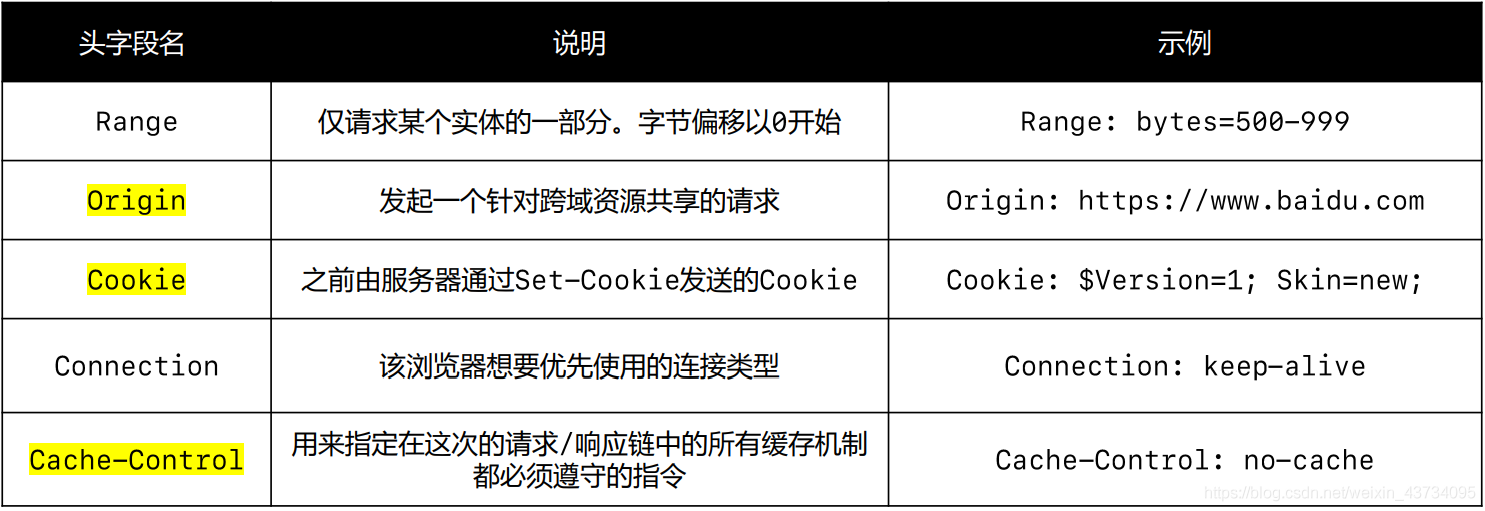 头字段名 说明 示例
Range 仅请求某个实体的一部分。字节偏移以0开始 Range: bytes=500-999
Origin 发起一个针对跨域资源共享的请求 Origin: https://www.baidu.com
Cookie 之前由服务器通过Set-Cookie发送的Cookie Cookie: $Version=1; Skin=new;
Connection 该浏览器想要优先使用的连接类型 Connection: keep-alive
Cache-Control 用来指定在这次的请求/响应链中的所有缓存机制
都必须遵守的指令 Cache-Control: no-cache
https://blog.csdn.net/weixin_43734095